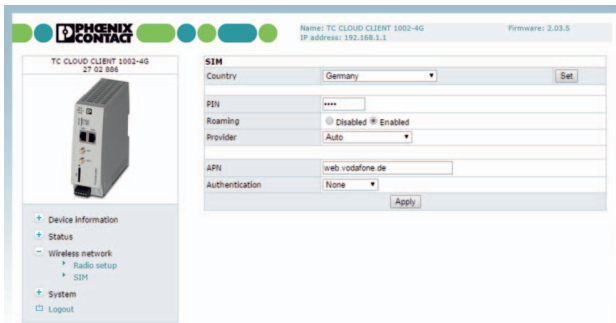 PHŒNIX
CONTACT
Name: TC CLOUD CLIENT 1002-4G
IP address: 192.168.1.1
Firmware: 2.03.5
TC CLOUD CLIENT 1002-4G
27 02 886
SIM
Country
Germany
Set
PIN
••••
Roaming
Disabled
Enabled
Provider
Auto
APN
web.vodafone.de
Authentication
None
Apply
Device information
Status
Wireless network
Radio setup
SIM
System
Logout